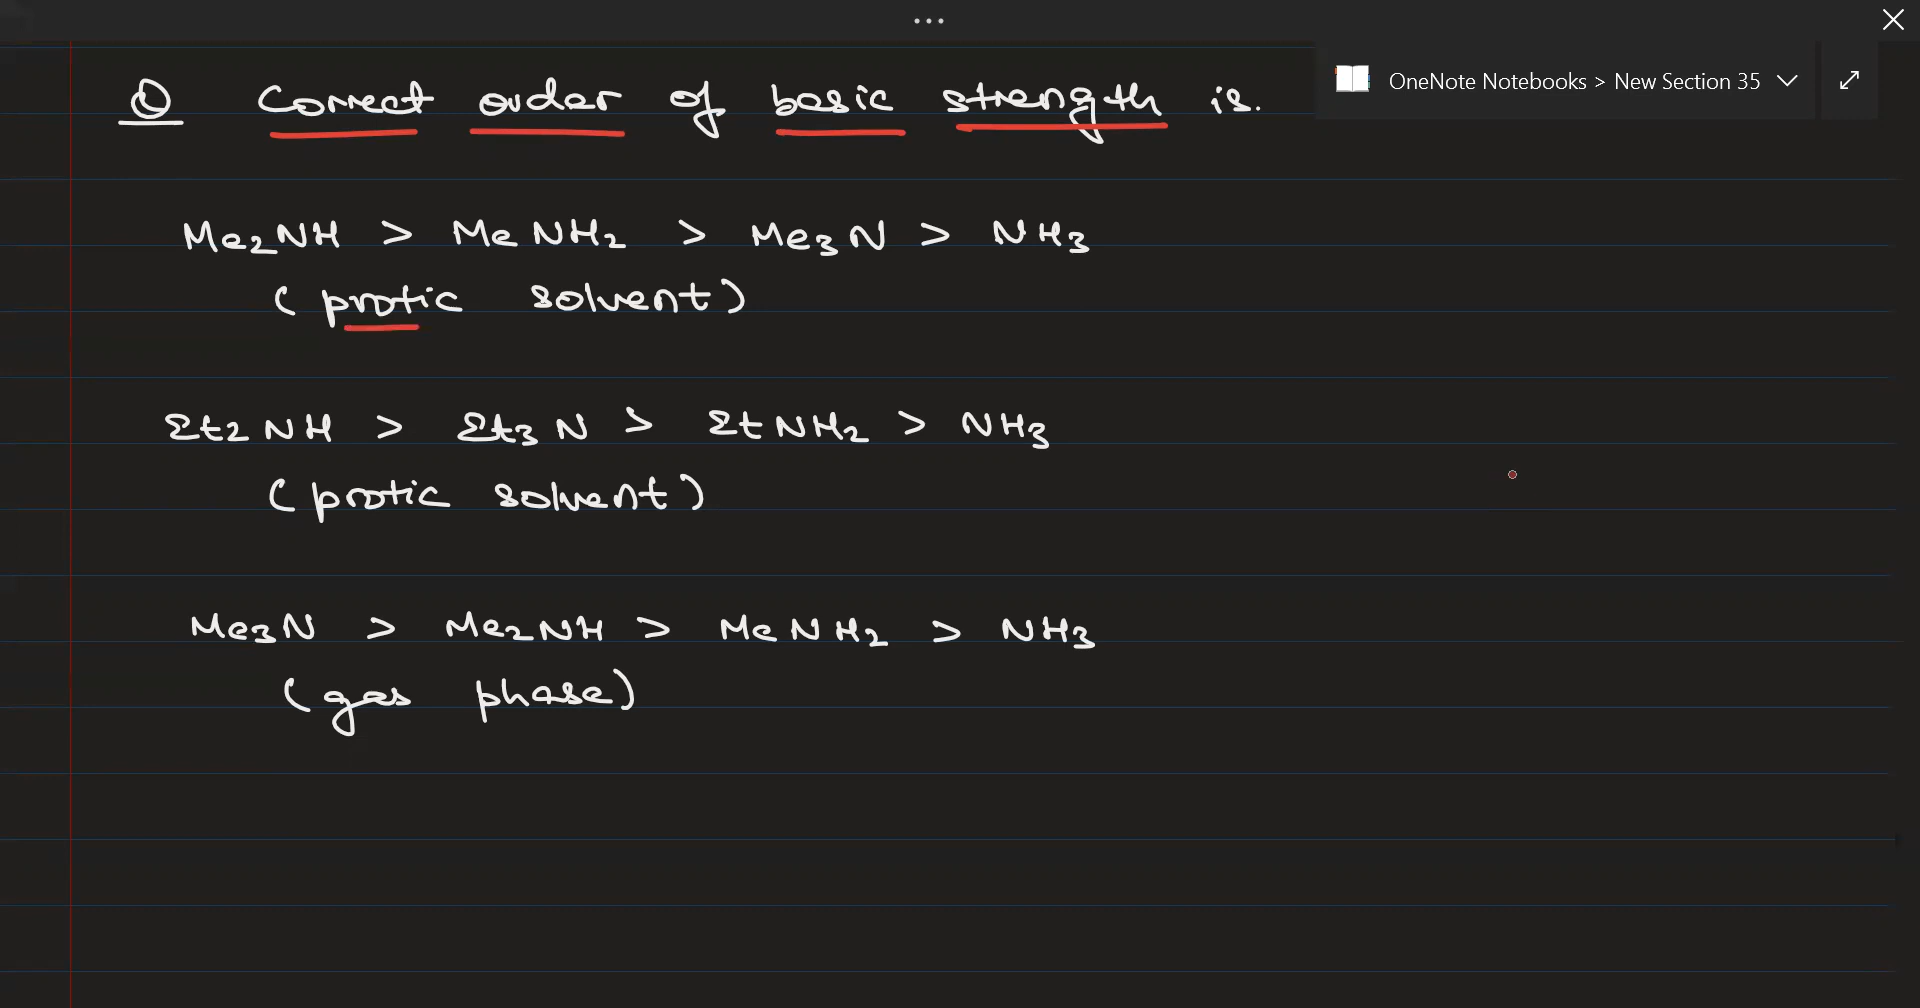 ...
OneNote Notebooks > New Section 35
Q Correct order of basic strength is.
Me2NH > MeNH2 > Me3N > NH3
(protic solvent)
Et2NH > Et3N > EtNH2 > NH3
(protic solvent)
Me3N > Me2NH > MeNH2 > NH3
(gas phase)